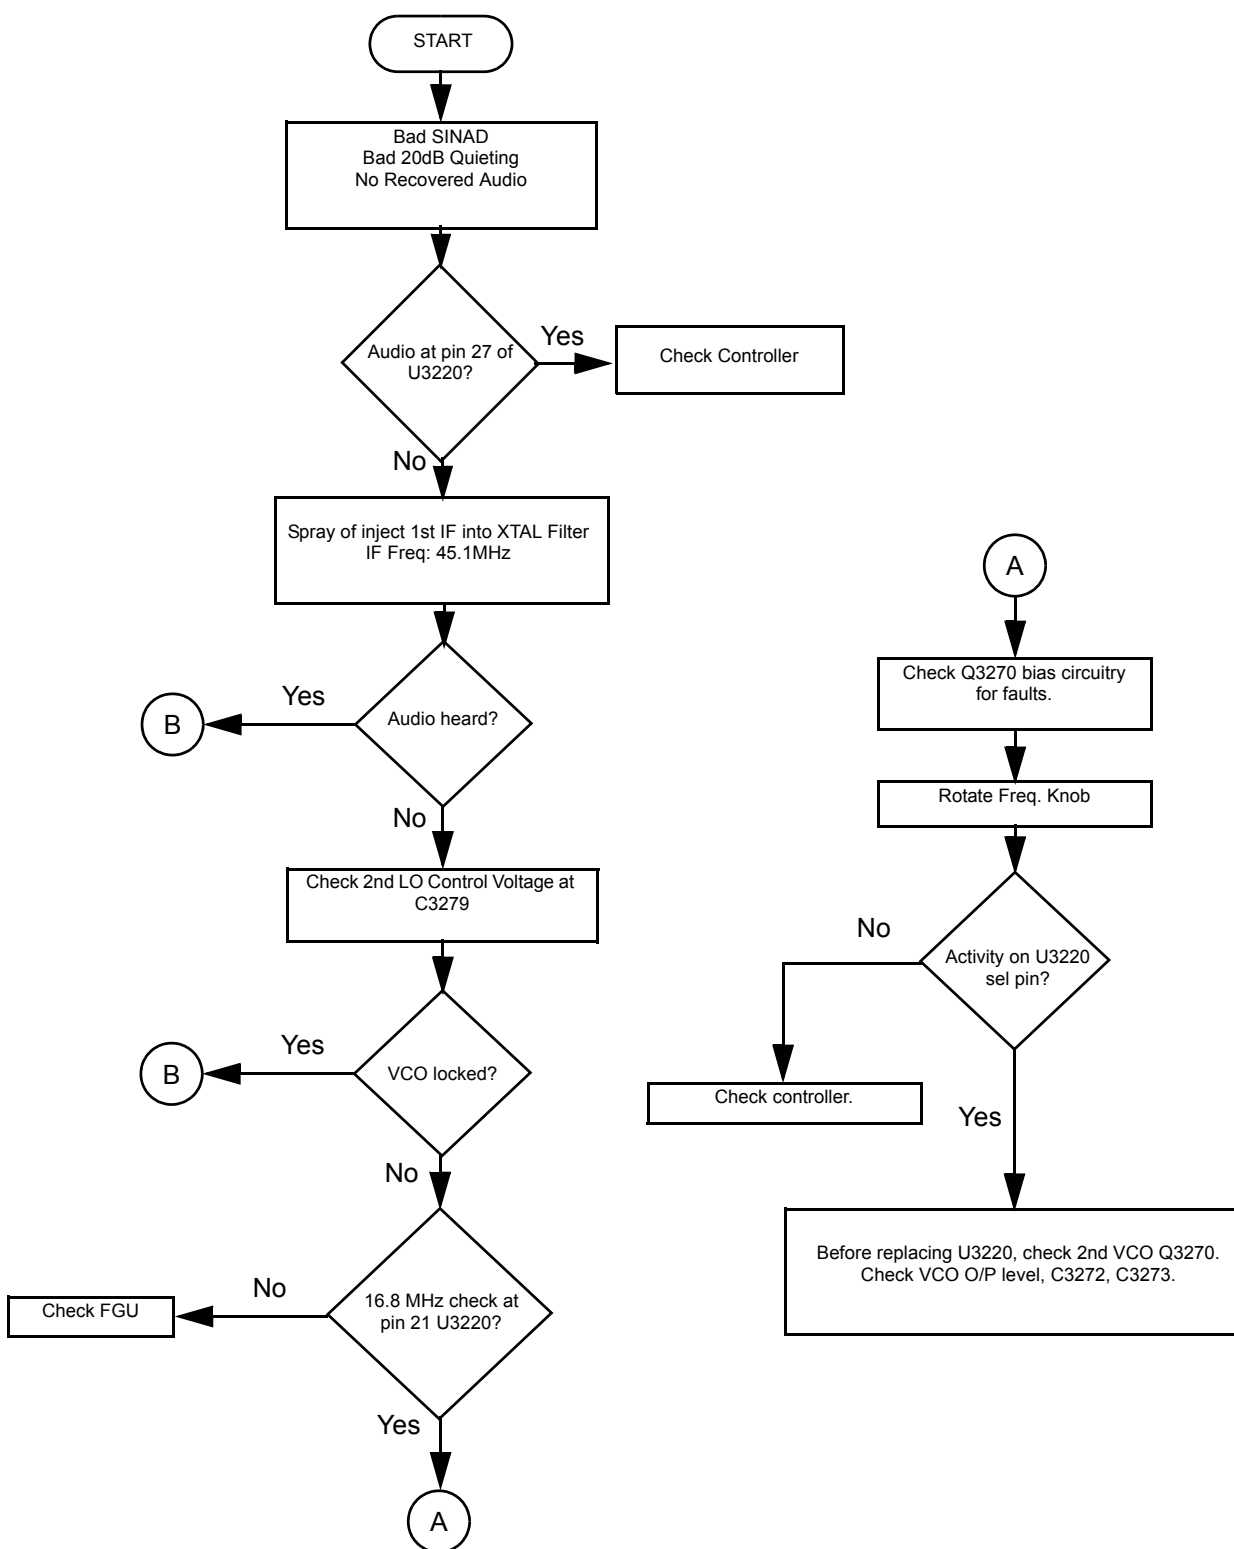 START
Bad SINAD
Bad 20dB Quieting
No Recovered Audio
Audio at pin 27 of
U3220?
Yes
Check Controller
No
Spray of inject 1st IF into XTAL Filter
IF Freq: 45.1MHz
Audio heard?
Yes
B
No
Check 2nd LO Control Voltage at
C3279
VCO locked?
Yes
B
No
16.8 MHz check at
pin 21 U3220?
No
Check FGU
Yes
A
A
Check Q3270 bias circuitry
for faults.
Rotate Freq. Knob
Activity on U3220
sel pin?
No
Check controller.
Yes
Before replacing U3220, check 2nd VCO Q3270.
Check VCO O/P level, C3272, C3273.